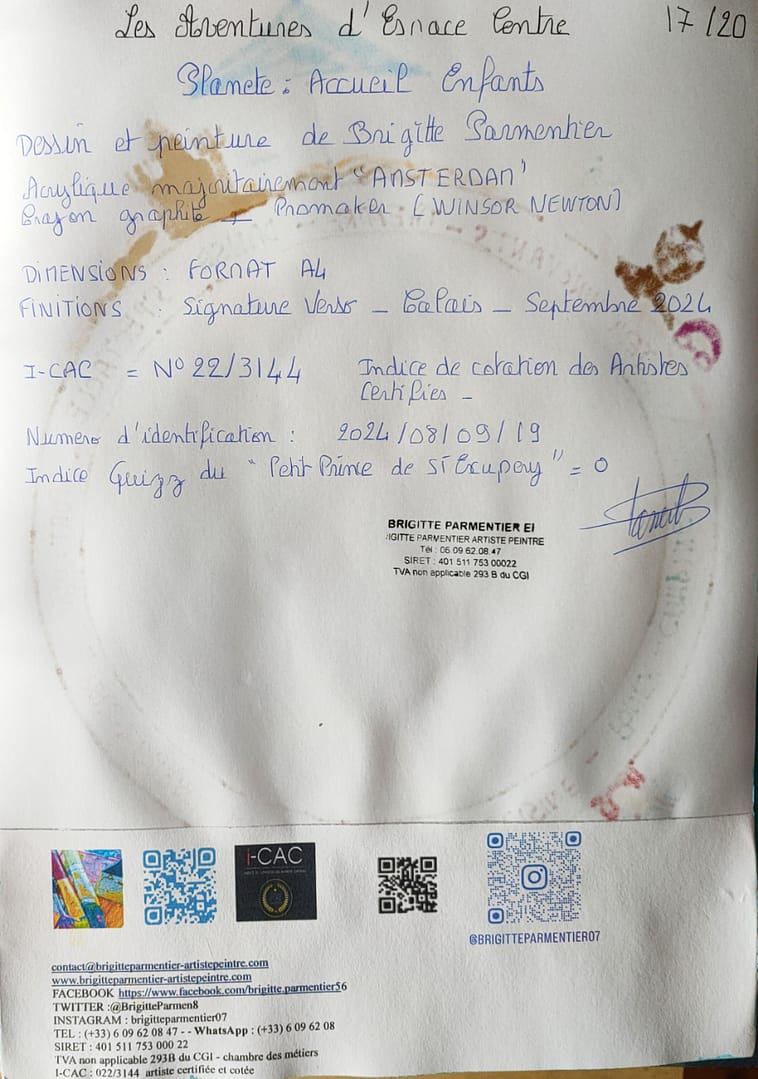 Les Aventures d'Esnace Centre 17/20
Planete : Accueil Enfants
Dessin et peinture de Brigitte Parmentier
Acrylique majoritairement "AMSTERDAM"
Crayon graphite + Promaker [WINSOR NEWTON]
DIMENSIONS : FORMAT A4
FINITIONS : Signature Verso - Calais - Septembre 2024
I-CAC = N° 22/3144 Indice de cotation des Artistes
Certifies -
Numero d'identification : 2024/08/09/19
Indice Quizz du "Petit Prince de St Exupery" = 0
BRIGITTE PARMENTIER EI
IGITTE PARMENTIER ARTISTE PEINTRE
Tél : 06.09.62.08.47
SIRET : 401 511 753 00022
TVA non applicable 293 B du CGI
i-CAC
@BRIGITTEPARMENTIER07
contact@brigitteparmentier-artistepeintre.com
www.brigitteparmentier-artistepeintre.com
FACEBOOK https://www.facebook.com/brigitte.parmentier56
TWITTER :@BrigitteParmen8
INSTAGRAM : brigitteparmentier07
TEL : (+33) 6 09 62 08 47 - - WhatsApp : (+33) 6 09 62 08
SIRET : 401 511 753 000 22
TVA non applicable 293B du CGI - chambre des métiers
I-CAC : 022/3144 artiste certifiée et cotée